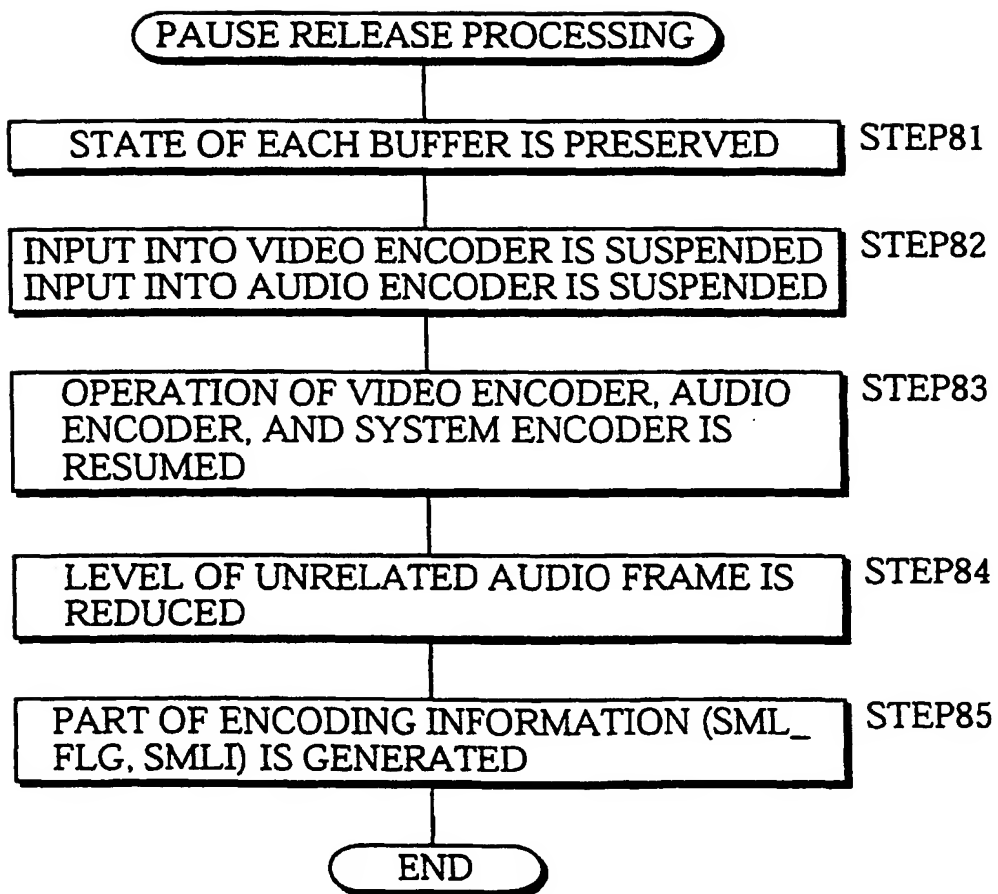 PAUSE RELEASE PROCESSING
STATE OF EACH BUFFER IS PRESERVED
STEP81
INPUT INTO VIDEO ENCODER IS SUSPENDED
INPUT INTO AUDIO ENCODER IS SUSPENDED
STEP82
OPERATION OF VIDEO ENCODER, AUDIO
ENCODER, AND SYSTEM ENCODER IS
RESUMED
STEP83
LEVEL OF UNRELATED AUDIO FRAME IS
REDUCED
STEP84
PART OF ENCODING INFORMATION (SML_
FLG, SMLI) IS GENERATED
STEP85
END